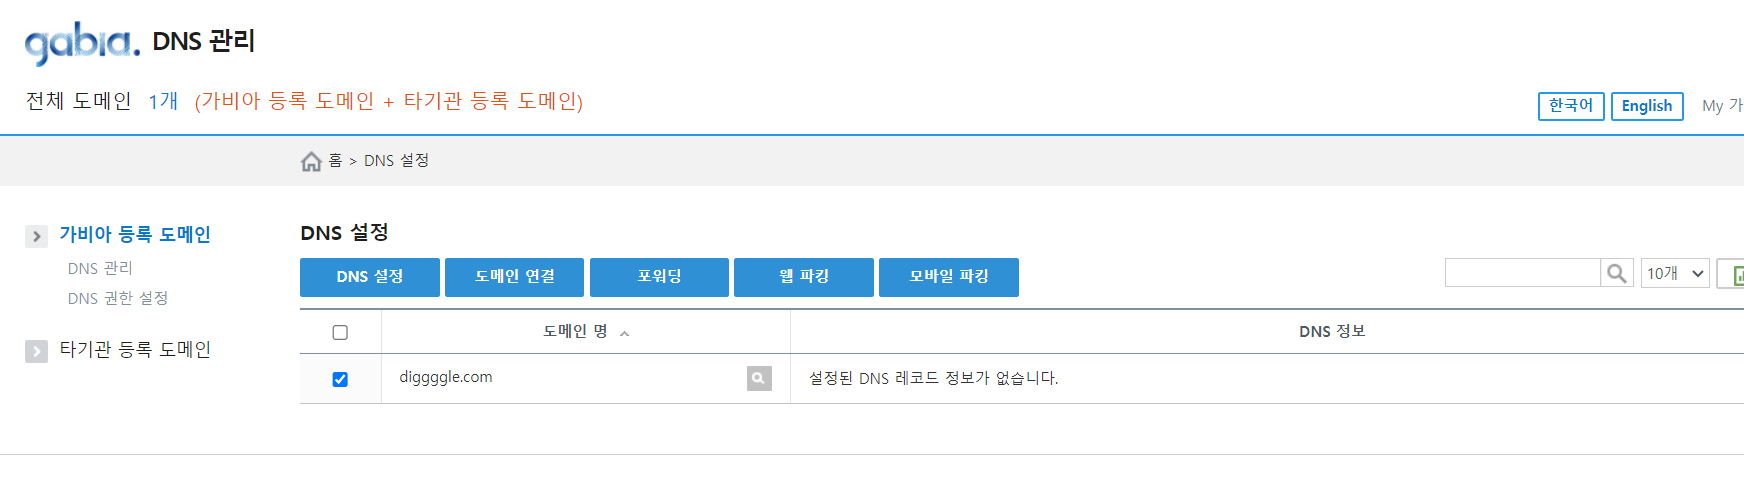 gabia. DNS 관리
전체 도메인 1개 (가비아 등록 도메인 + 타기관 등록 도메인)
한국어 English My 가
홈 > DNS 설정
가비아 등록 도메인
DNS 관리
DNS 권한 설정
타기관 등록 도메인
DNS 설정
DNS 설정 도메인 연결 포워딩 웹 파킹 모바일 파킹 10개
도메인 명 DNS 정보
diggggle.com 설정된 DNS 레코드 정보가 없습니다.